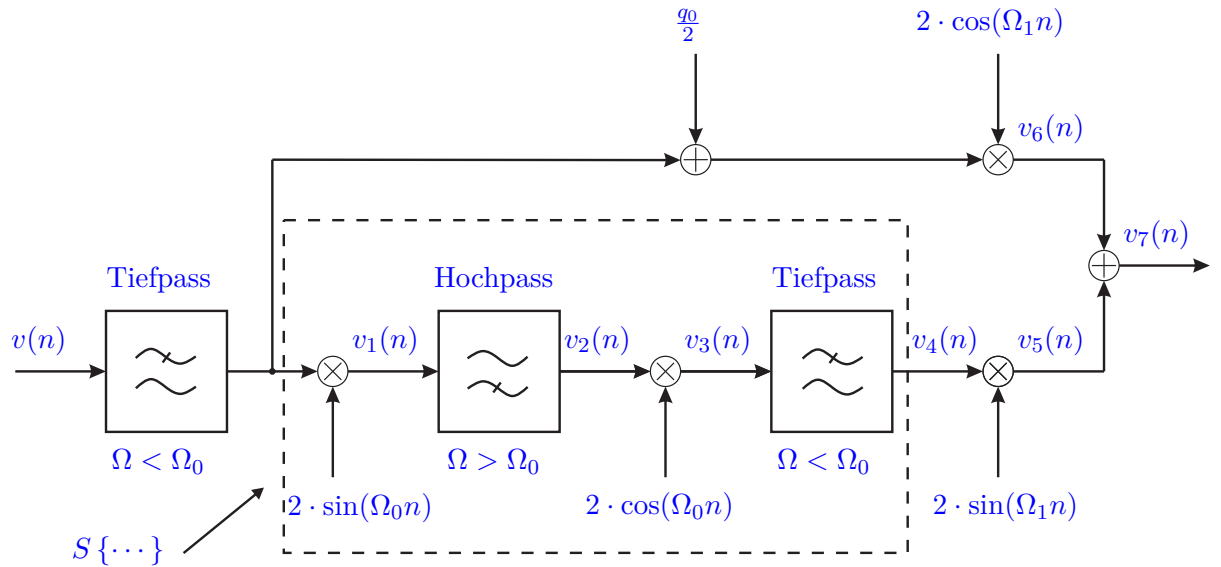 q₀/2
2 · cos(Ω₁n)
v₆(n)
v₇(n)
Tiefpass
Hochpass
Tiefpass
v(n)
v₁(n)
v₂(n)
v₃(n)
v₄(n)
v₅(n)
Ω < Ω₀
Ω > Ω₀
Ω < Ω₀
2 · sin(Ω₀n)
2 · cos(Ω₀n)
2 · sin(Ω₁n)
S {· · ·}